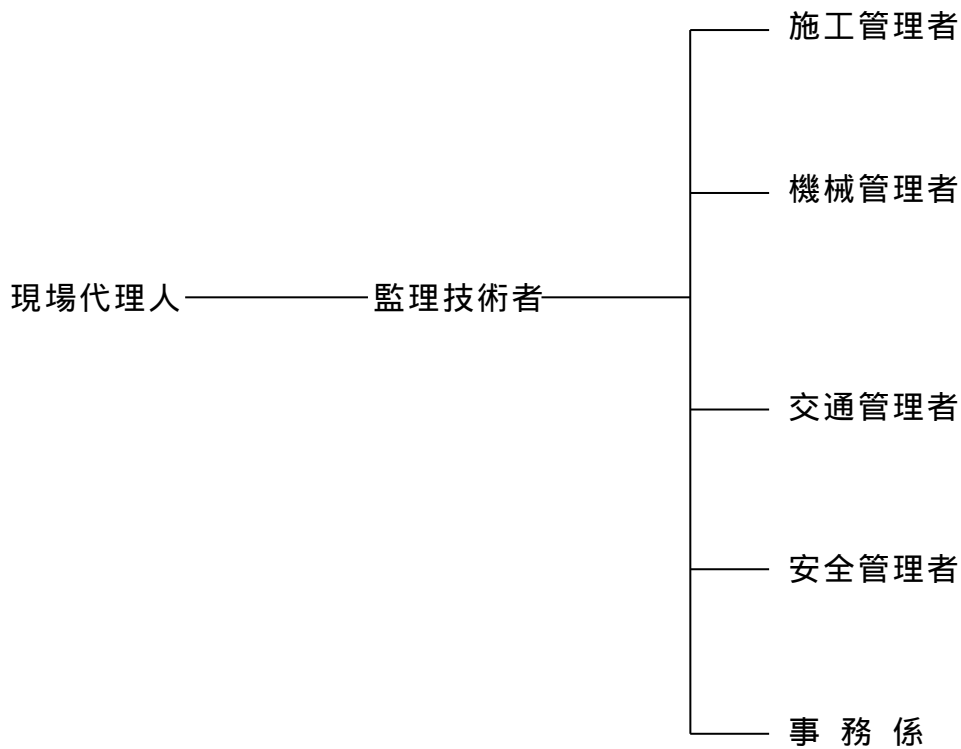 施工管理者
機械管理者
現場代理人 監理技術者
交通管理者
安全管理者
事 務 係